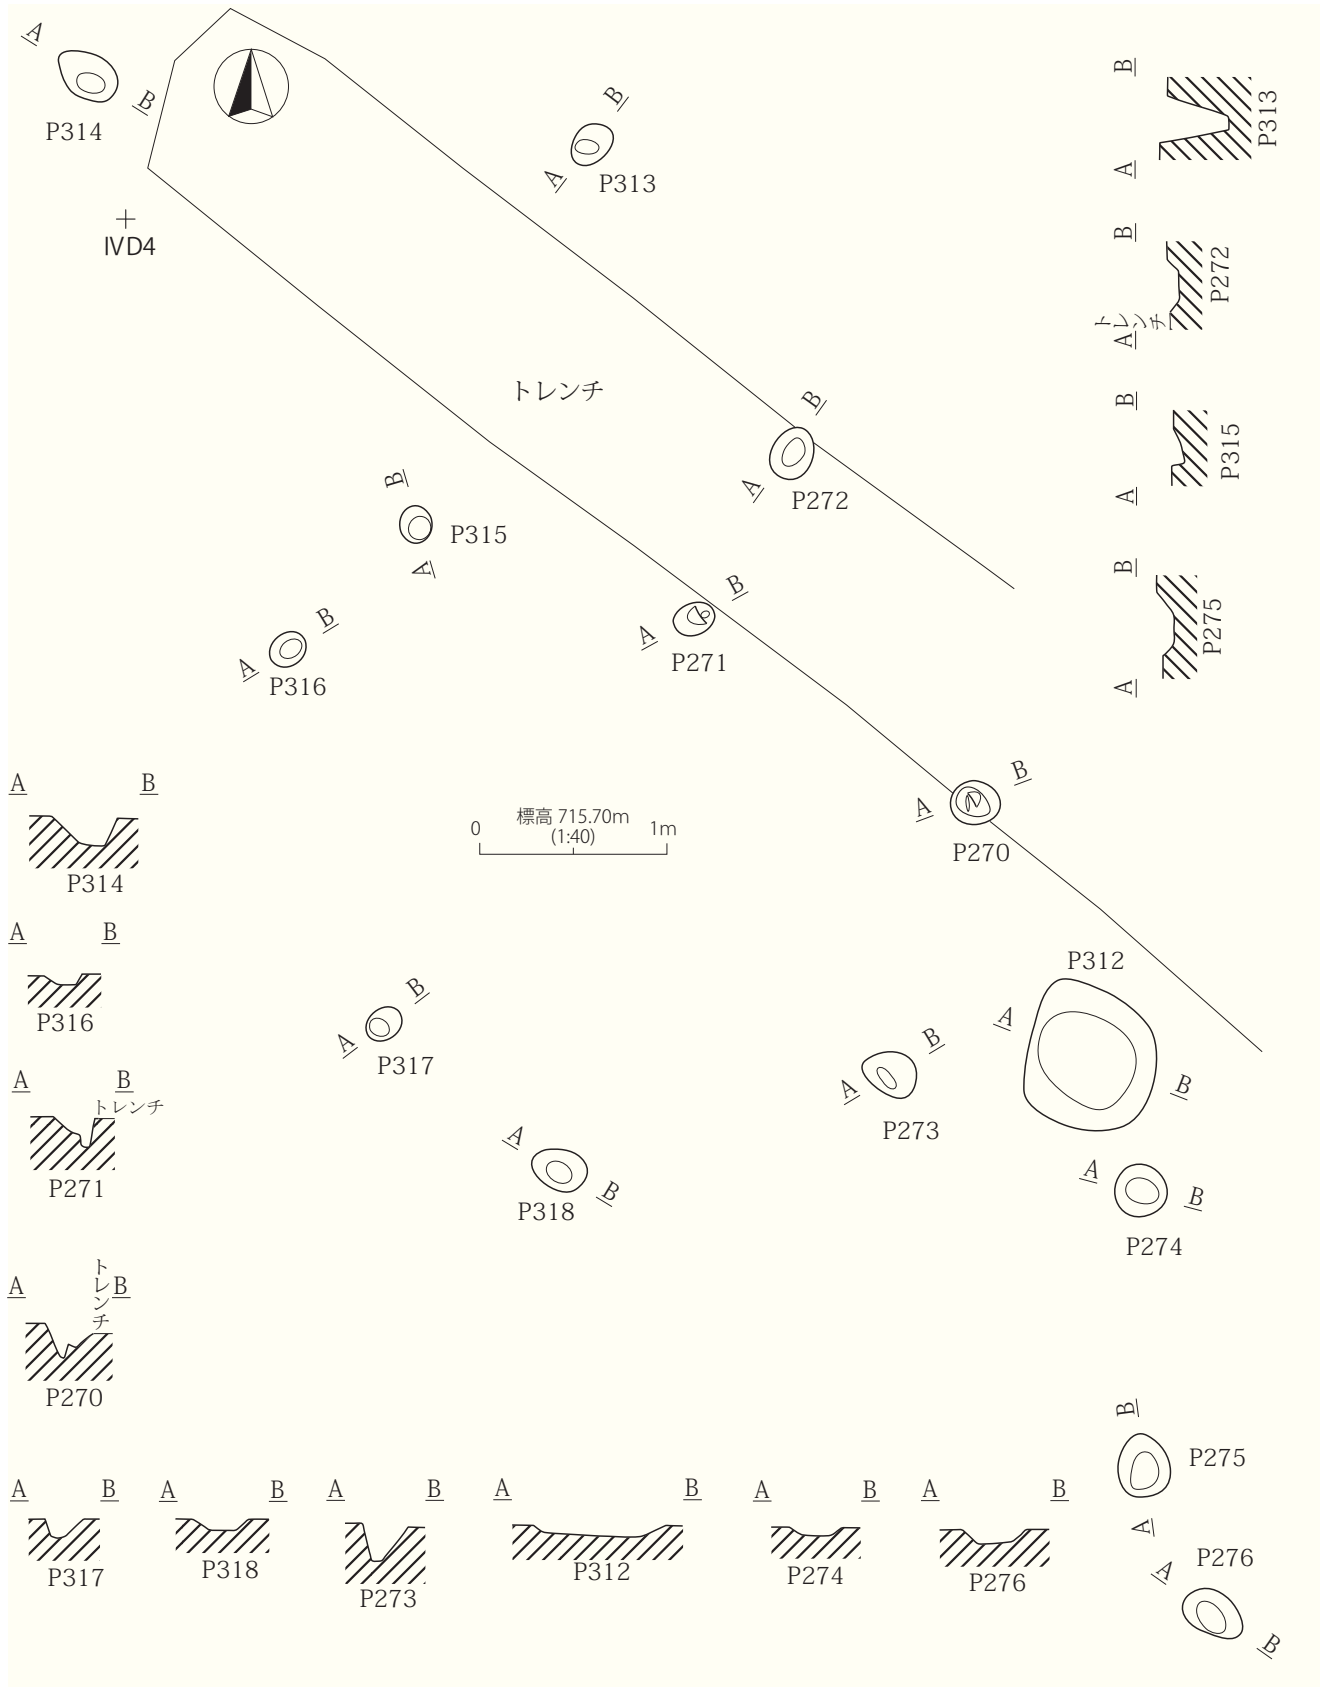 A
B
P314
IVD4
B
A
P313
トレンチ
B
A
P272
B
A
P315
B
A
P316
B
A
P271
B
A
P270
標高 715.70m
(1:40)
0 1m
P312
A
B
B
A
P317
A
B
P318
B
A
P273
A
B
P274
B
A
P275
P276
A
B
B
A
P313
B
トレンチ
A
P272
B
A
P315
B
A
P275
A B
P314
A B
P316
A B
トレンチ
P271
A B
トレンチ
P270
A B
P317
A B
P318
A B
P273
A B
P312
A B
P274
A B
P276